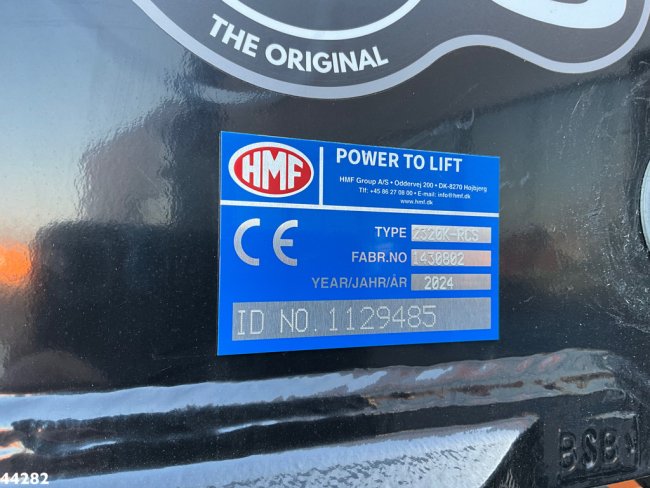 THE ORIGINAL
HMF
POWER TO LIFT
HMF Group A/S • Oddervej 200 • DK-8270 Højbjerg
Tlf: +45 86 27 08 00 • E-mail: info@hmf.dk
www.hmf.dk
CE
TYPE 2320K-RCS
FABR.NO 1430802
YEAR/JAHR/ÅR 2024
ID NO. 1129485
BSB
44282